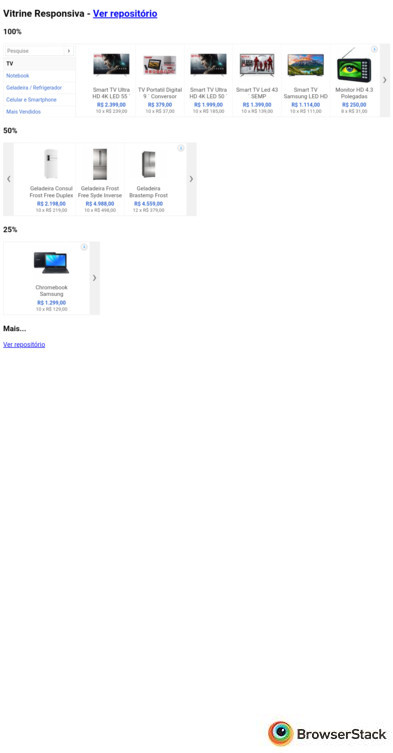 Vitrine Responsiva - Ver repositório
100%
Pesquise
TV
Notebook
Geladeira / Refrigerador
Celular e Smartphone
Mais Vendidos
Smart TV Ultra HD 4K LED 55¨
R$ 2.399,00
10 x R$ 239,00
TV Portatil Digital 9¨ Conversor
R$ 379,00
10 x R$ 37,00
Smart TV Ultra HD 4K LED 50¨
R$ 1.999,00
10 x R$ 185,00
Smart TV Led 43¨ SEMP
R$ 1.399,00
10 x R$ 139,00
Smart TV Samsung LED HD
R$ 1.114,00
10 x R$ 111,00
Monitor HD 4.3 Polegadas
R$ 250,00
8 x R$ 31,00
50%
Geladeira Consul Frost Free Duplex
R$ 2.198,00
10 x R$ 219,00
Geladeira Frost Free Syde Inverse
R$ 4.988,00
10 x R$ 498,00
Geladeira Brastemp Frost
R$ 4.559,00
12 x R$ 379,00
25%
Chromebook Samsung
R$ 1.299,00
10 x R$ 129,00
Mais...
Ver repositório
BrowserStack